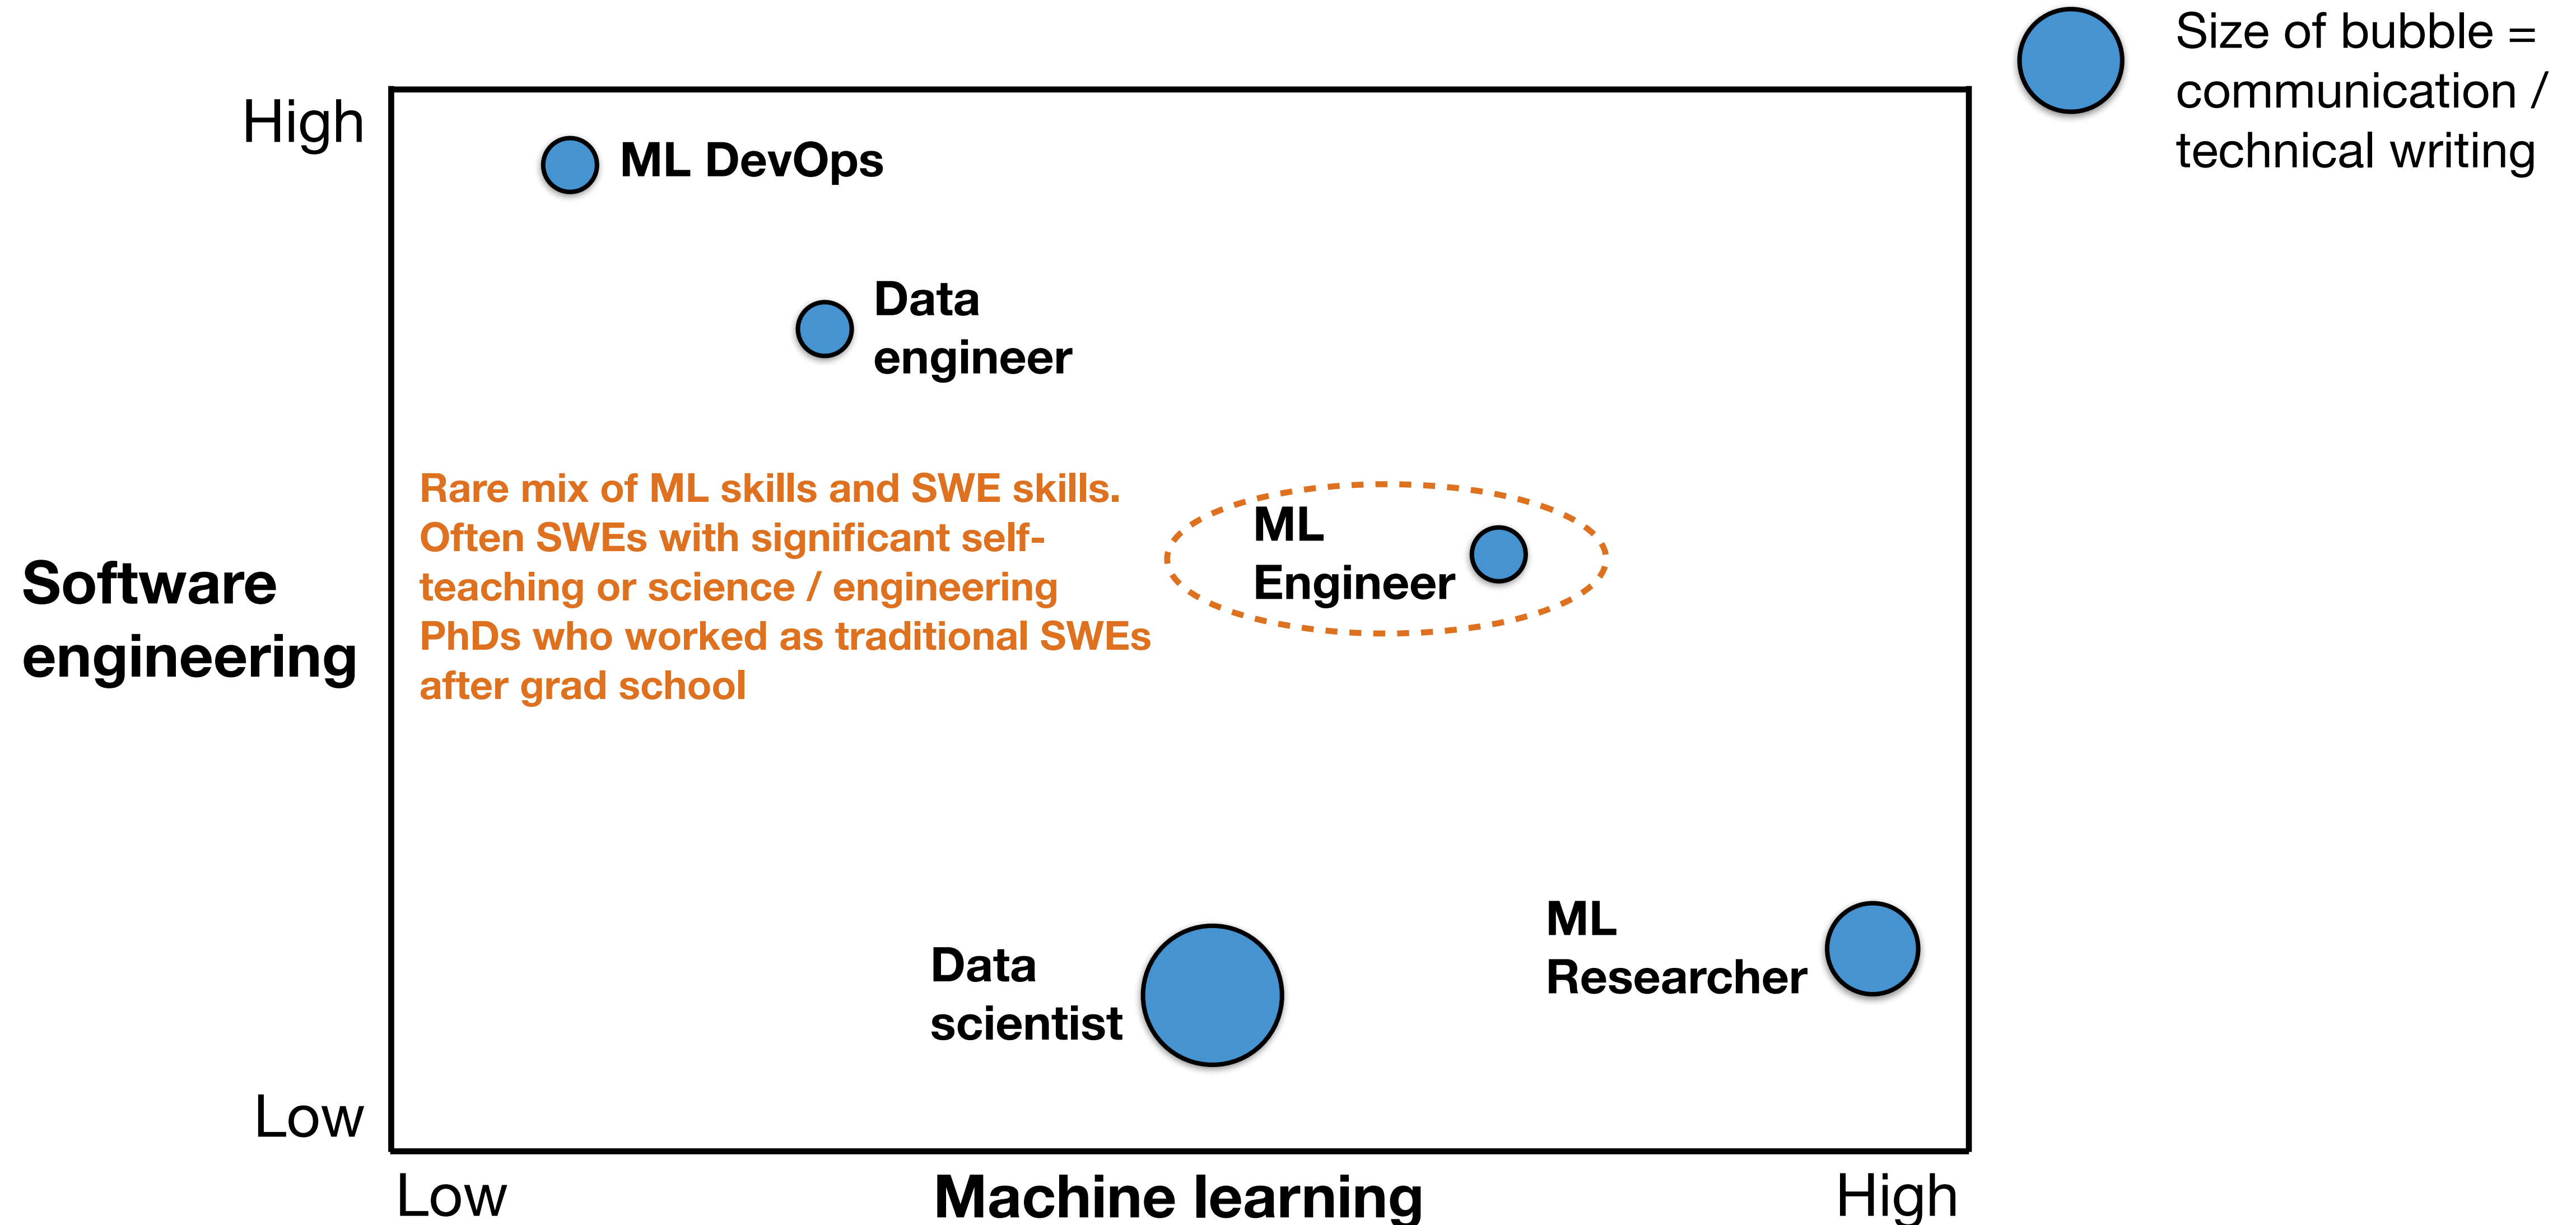 Size of bubble =
communication /
technical writing
High
ML DevOps
Data
engineer
Rare mix of ML skills and SWE skills.
Often SWEs with significant self-
teaching or science / engineering
PhDs who worked as traditional SWEs
after grad school
ML
Engineer
Software
engineering
ML
Researcher
Data
scientist
Low
Low
Machine learning
High